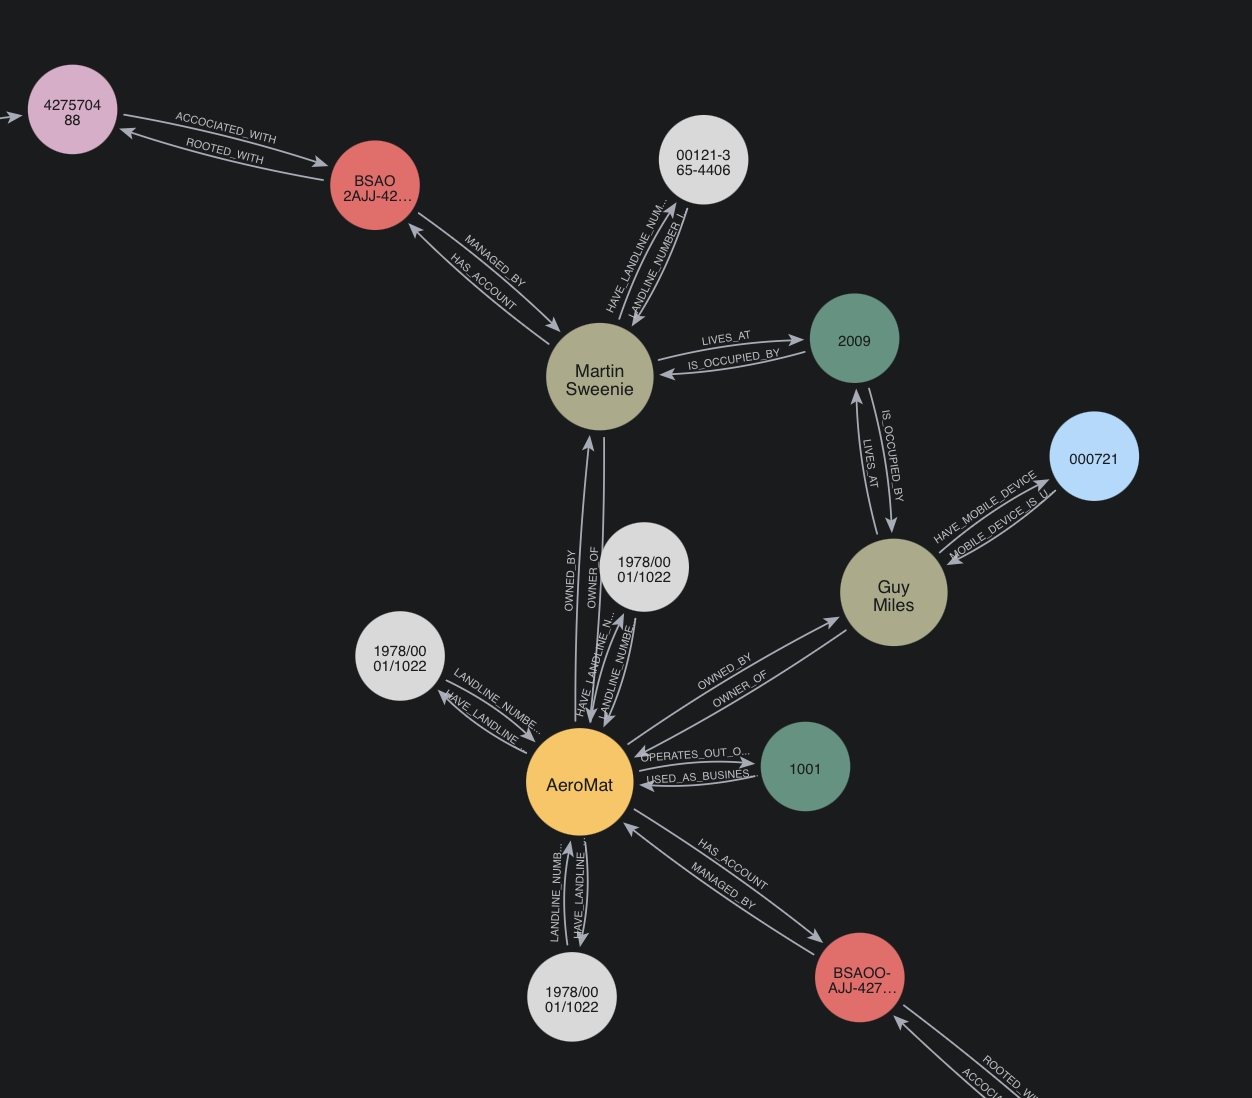 4275704
88
ACCOCIATED_WITH
ROOTED_WITH
BSAO
2AJJ-42...
00121-3
65-4406
MANAGED_BY
HAS_ACCOUNT
HAVE_LANDLINE_NUM...
LANDLINE_NUMBER_I...
Martin
Sweenie
LIVES_AT
IS_OCCUPIED_BY
2009
IS_OCCUPIED_BY
LIVES_AT
000721
HAVE_MOBILE_DEVICE
MOBILE_DEVICE_IS_U...
OWNED_BY
OWNER_OF
1978/00
01/1022
Guy
Miles
HAVE_LANDLINE_N...
LANDLINE_NUMBE...
1978/00
01/1022
LANDLINE_NUMBE...
HAVE_LANDLINE...
OWNED_BY
OWNER_OF
AeroMat
OPERATES_OUT_O...
USED_AS_BUSINES...
1001
LANDLINE_NUMB...
HAVE_LANDLINE_...
HAS_ACCOUNT
MANAGED_BY
1978/00
01/1022
BSAOO-
AJJ-427...
ROOTED_WI
ACCOCIA